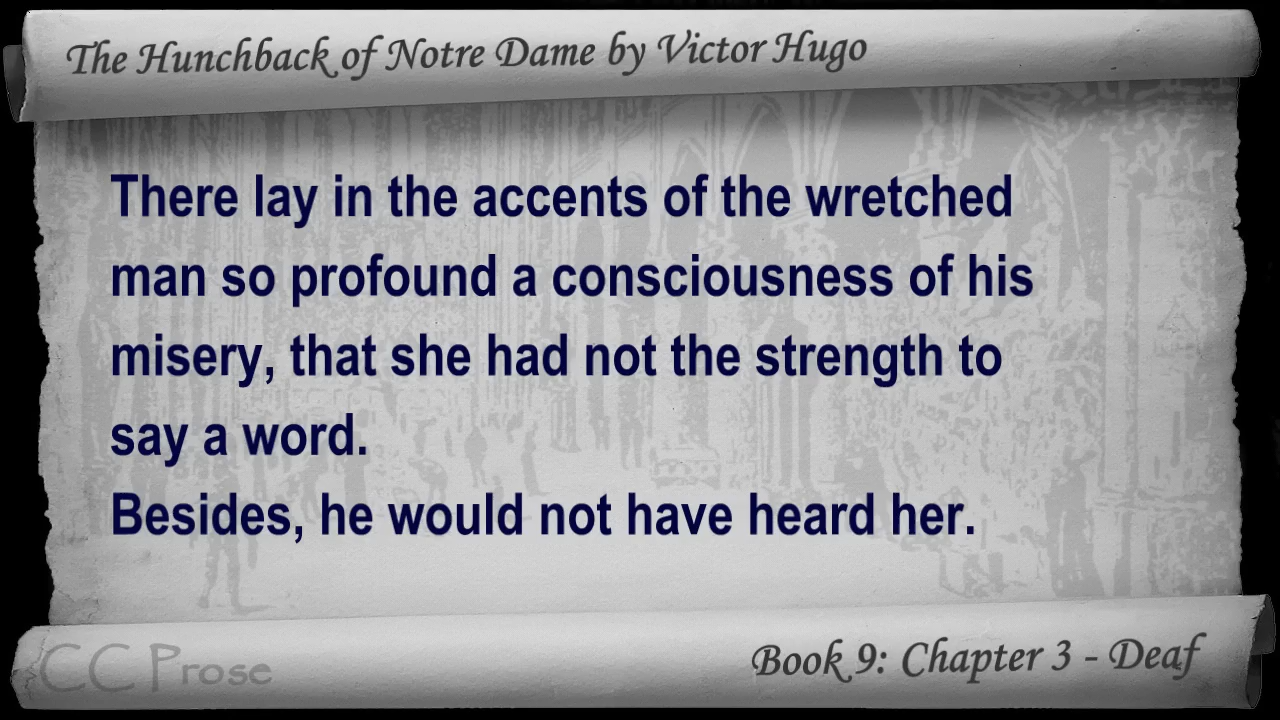 The Hunchback of Notre Dame by Victor Hugo
There lay in the accents of the wretched
man so profound a consciousness of his
misery, that she had not the strength to
say a word.
Besides, he would not have heard her.
CC Prose
Book 9: Chapter 3 - Deaf